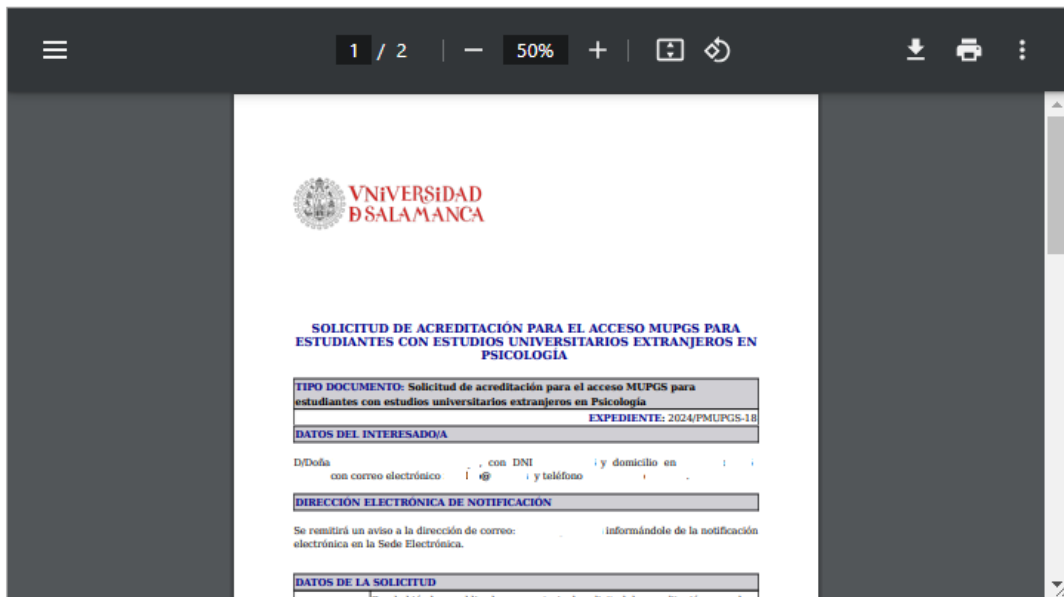 1 / 2 50%
VNiVERSiDAD
D SALAMANCA
SOLICITUD DE ACREDITACIÓN PARA EL ACCESO MUPGS PARA
ESTUDIANTES CON ESTUDIOS UNIVERSITARIOS EXTRANJEROS EN
PSICOLOGÍA
TIPO DOCUMENTO: Solicitud de acreditación para el acceso MUPGS para
estudiantes con estudios universitarios extranjeros en Psicología
EXPEDIENTE: 2024/PMUPGS-18
DATOS DEL INTERESADO/A
D/Doña , con DNI y domicilio en
con correo electrónico @ y teléfono .
DIRECCIÓN ELECTRÓNICA DE NOTIFICACIÓN
Se remitirá un aviso a la dirección de correo: informándole de la notificación
electrónica en la Sede Electrónica.
DATOS DE LA SOLICITUD